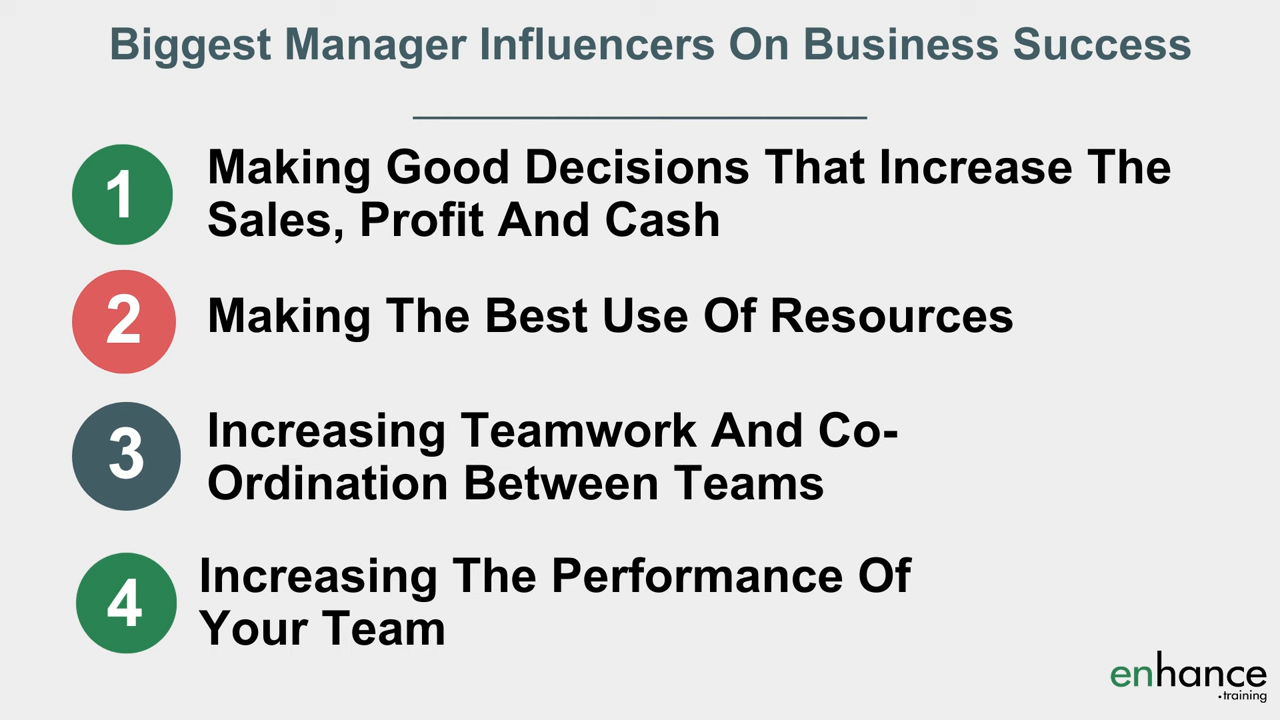 Biggest Manager Influencers On Business Success
1
Making Good Decisions That Increase The
Sales, Profit And Cash
2
Making The Best Use Of Resources
3
Increasing Teamwork And Co-
Ordination Between Teams
4
Increasing The Performance Of
Your Team
enhance
.training